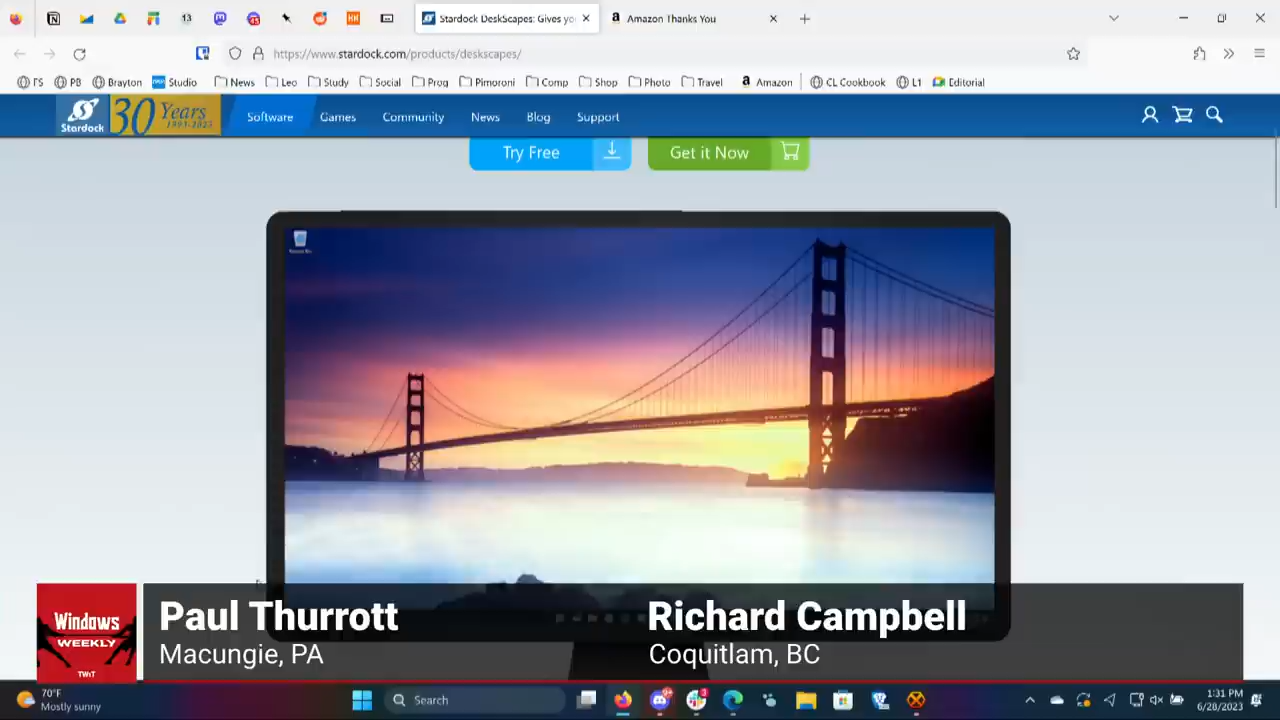 Stardock DeskScapes: Gives yo
Amazon Thanks You
https://www.stardock.com/products/deskscapes/
FS
PB
Brayton
Studio
News
Leo
Study
Social
Prog
Pimoroni
Comp
Shop
Photo
Travel
Amazon
CL Cookbook
L1
Editorial
Stardock
30 Years
Software
Games
Community
News
Blog
Support
Try Free
Get it Now
Windows
WEEKLY
TWiT
Paul Thurrott
Macungie, PA
Richard Campbell
Coquitlam, BC
70°F
Mostly sunny
Search
1:31 PM
6/28/2023